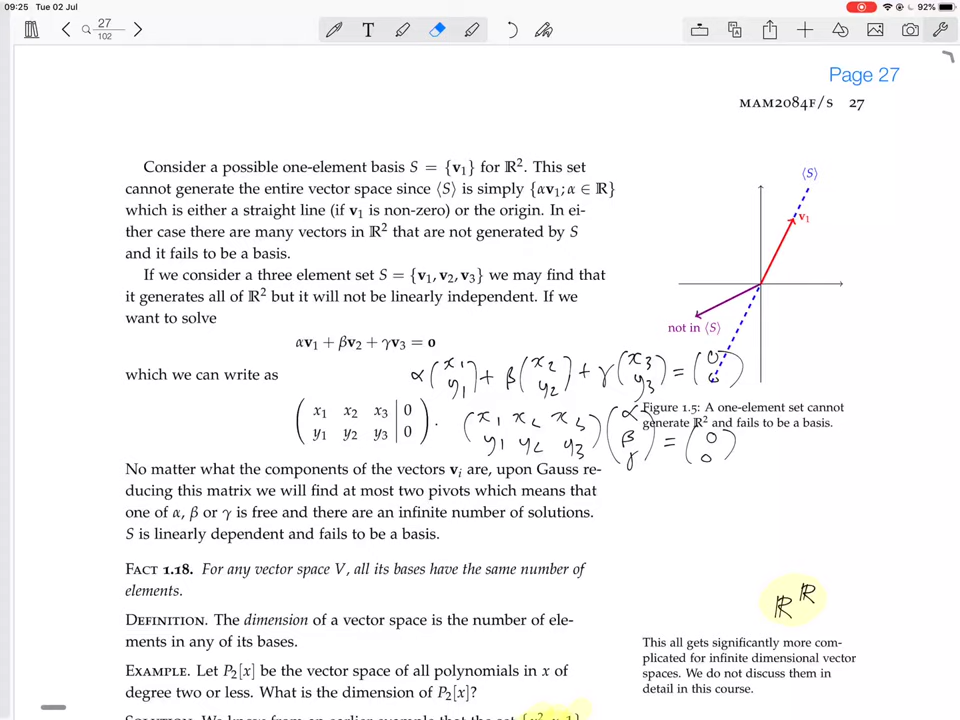 09:25 Tue 02 Jul
92%
27
102
T
Page 27
MAM2084F/S 27
Consider a possible one-element basis S = {v₁} for ℝ². This set
cannot generate the entire vector space since ⟨S⟩ is simply {αv₁; α ∈ ℝ}
which is either a straight line (if v₁ is non-zero) or the origin. In ei-
ther case there are many vectors in ℝ² that are not generated by S
and it fails to be a basis.
If we consider a three element set S = {v₁, v₂, v₃} we may find that
it generates all of ℝ² but it will not be linearly independent. If we
want to solve
αv₁ + βv₂ + γv₃ = 0
which we can write as
α(x₁ y₁) + β(x₂ y₂) + γ(x₃ y₃) = (0 0)
( x₁ x₂ x₃ | 0
y₁ y₂ y₃ | 0 ).
(x₁ x₂ x₃
y₁ y₂ y₃) (α β γ) = (0 0)
No matter what the components of the vectors vᵢ are, upon Gauss re-
ducing this matrix we will find at most two pivots which means that
one of α, β or γ is free and there are an infinite number of solutions.
S is linearly dependent and fails to be a basis.
Fact 1.18. For any vector space V, all its bases have the same number of
elements.
Definition. The dimension of a vector space is the number of ele-
ments in any of its bases.
Example. Let P₂[x] be the vector space of all polynomials in x of
degree two or less. What is the dimension of P₂[x]?
Solution. We know from an earlier example that the set {x², x, 1}
⟨S⟩
v₁
not in ⟨S⟩
Figure 1.5: A one-element set cannot
generate ℝ² and fails to be a basis.
ℝ ℝ
This all gets significantly more com-
plicated for infinite dimensional vector
spaces. We do not discuss them in
detail in this course.